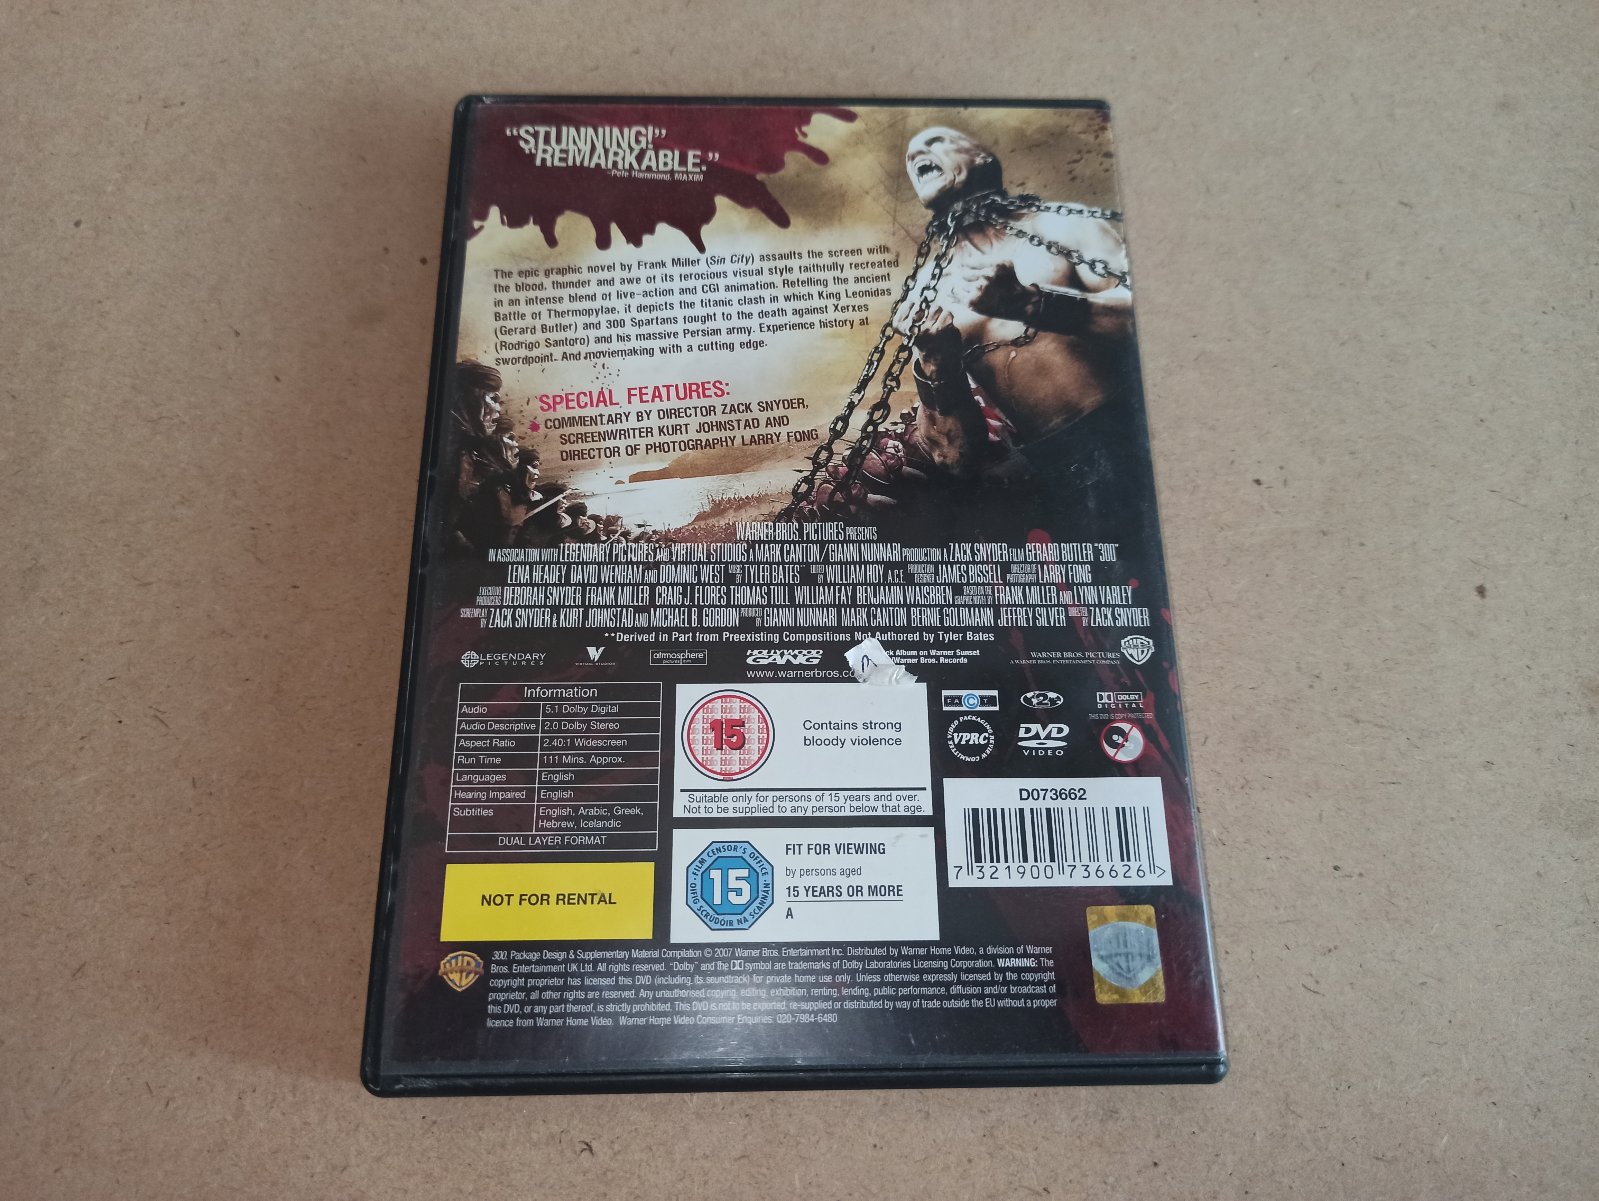 "STUNNING!"
"REMARKABLE."
-Pete Hammond, MAXIM
The epic graphic novel by Frank Miller (Sin City) assaults the screen with
the blood, thunder and awe of its ferocious visual style faithfully recreated
in an intense blend of live-action and CGI animation. Retelling the ancient
Battle of Thermopylae, it depicts the titanic clash in which King Leonidas
(Gerard Butler) and 300 Spartans fought to the death against Xerxes
(Rodrigo Santoro) and his massive Persian army. Experience history at
swordpoint. And moviemaking with a cutting edge.
SPECIAL FEATURES:
COMMENTARY BY DIRECTOR ZACK SNYDER,
SCREENWRITER KURT JOHNSTAD AND
DIRECTOR OF PHOTOGRAPHY LARRY FONG
WARNER BROS. PICTURES PRESENTS
IN ASSOCIATION WITH LEGENDARY PICTURES AND VIRTUAL STUDIOS A MARK CANTON/GIANNI NUNNARI PRODUCTION A ZACK SNYDER FILM GERARD BUTLER "300"
LENA HEADEY DAVID WENHAM AND DOMINIC WEST MUSIC BY TYLER BATES** EDITED BY WILLIAM HOY, A.C.E. PRODUCTION DESIGNER JAMES BISSELL DIRECTOR OF PHOTOGRAPHY LARRY FONG
EXECUTIVE PRODUCERS DEBORAH SNYDER FRANK MILLER CRAIG J. FLORES THOMAS TULL WILLIAM FAY BENJAMIN WAISBREN BASED ON THE GRAPHIC NOVEL BY FRANK MILLER AND LYNN VARLEY
SCREENPLAY BY ZACK SNYDER & KURT JOHNSTAD AND MICHAEL B. GORDON PRODUCED BY GIANNI NUNNARI MARK CANTON BERNIE GOLDMANN JEFFREY SILVER DIRECTED BY ZACK SNYDER
**Derived in Part from Preexisting Compositions Not Authored by Tyler Bates
LEGENDARY PICTURES
VIRTUAL STUDIOS
atmosphere pictures
HOLLYWOOD GANG
ck Album on Warner Sunset
/Warner Bros. Records
WARNER BROS. PICTURES
A WARNER BROS. ENTERTAINMENT COMPANY
www.warnerbros.co
Information
Audio 5.1 Dolby Digital
Audio Descriptive 2.0 Dolby Stereo
Aspect Ratio 2.40:1 Widescreen
Run Time 111 Mins. Approx.
Languages English
Hearing Impaired English
Subtitles English, Arabic, Greek,
Hebrew, Icelandic
DUAL LAYER FORMAT
NOT FOR RENTAL
15
Contains strong
bloody violence
Suitable only for persons of 15 years and over.
Not to be supplied to any person below that age.
FILM CENSOR'S OFFICE
15
OIFIG SCRÚDÓIR NA SCANNÁN
FIT FOR VIEWING
by persons aged
15 YEARS OR MORE
A
FACT
2
DOLBY
DIGITAL
THIS DVD IS COPY PROTECTED
VIDEO PACKAGING REVIEW COMMITTEE
VPRC
DVD
VIDEO
D073662
7 321900 736626 >
300. Package Design & Supplementary Material Compilation © 2007 Warner Bros. Entertainment Inc. Distributed by Warner Home Video, a division of Warner
Bros. Entertainment UK Ltd. All rights reserved. "Dolby" and the DD symbol are trademarks of Dolby Laboratories Licensing Corporation. WARNING: The
copyright proprietor has licensed this DVD (including its soundtrack) for private home use only. Unless otherwise expressly licensed by the copyright
proprietor, all other rights are reserved. Any unauthorised copying, editing, exhibition, renting, lending, public performance, diffusion and/or broadcast of
this DVD, or any part thereof, is strictly prohibited. This DVD is not to be exported, re-supplied or distributed by way of trade outside the EU without a proper
licence from Warner Home Video. Warner Home Video Consumer Enquiries: 020-7984-6480